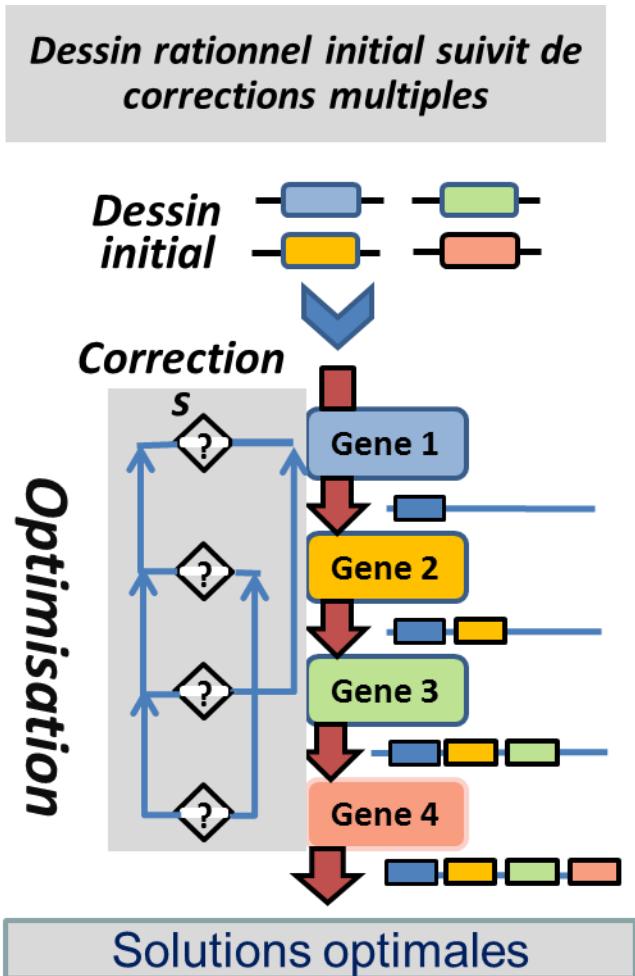 Dessin rationnel initial suivit de
corrections multiples
Dessin
initial
Correction
s
?
Gene 1
?
Gene 2
?
Gene 3
?
Gene 4
Optimisation
Solutions optimales